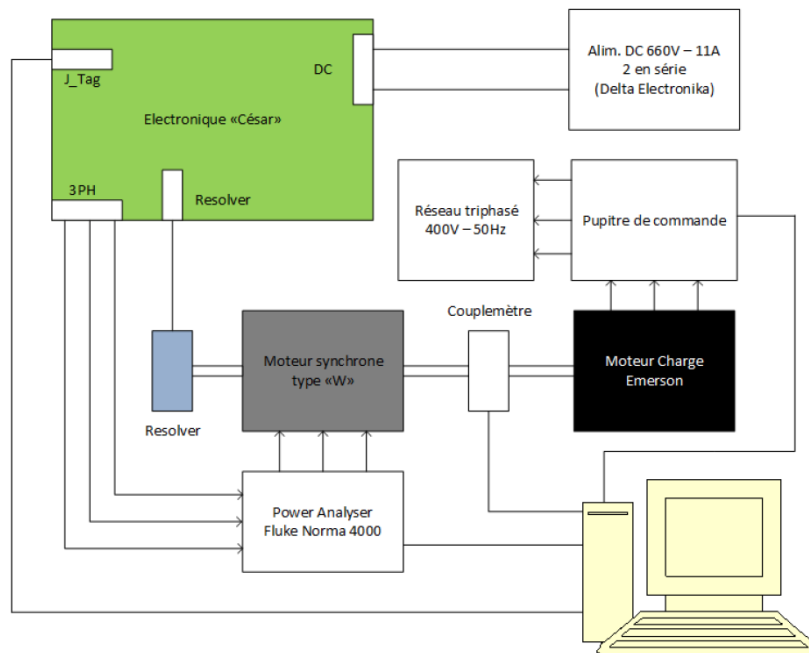 J_Tag
DC
Electronique «César»
3PH
Resolver
Alim. DC 660V – 11A
2 en série
(Delta Electronika)
Réseau triphasé
400V – 50Hz
Pupitre de commande
Couplemètre
Moteur synchrone
type «W»
Moteur Charge
Emerson
Resolver
Power Analyser
Fluke Norma 4000